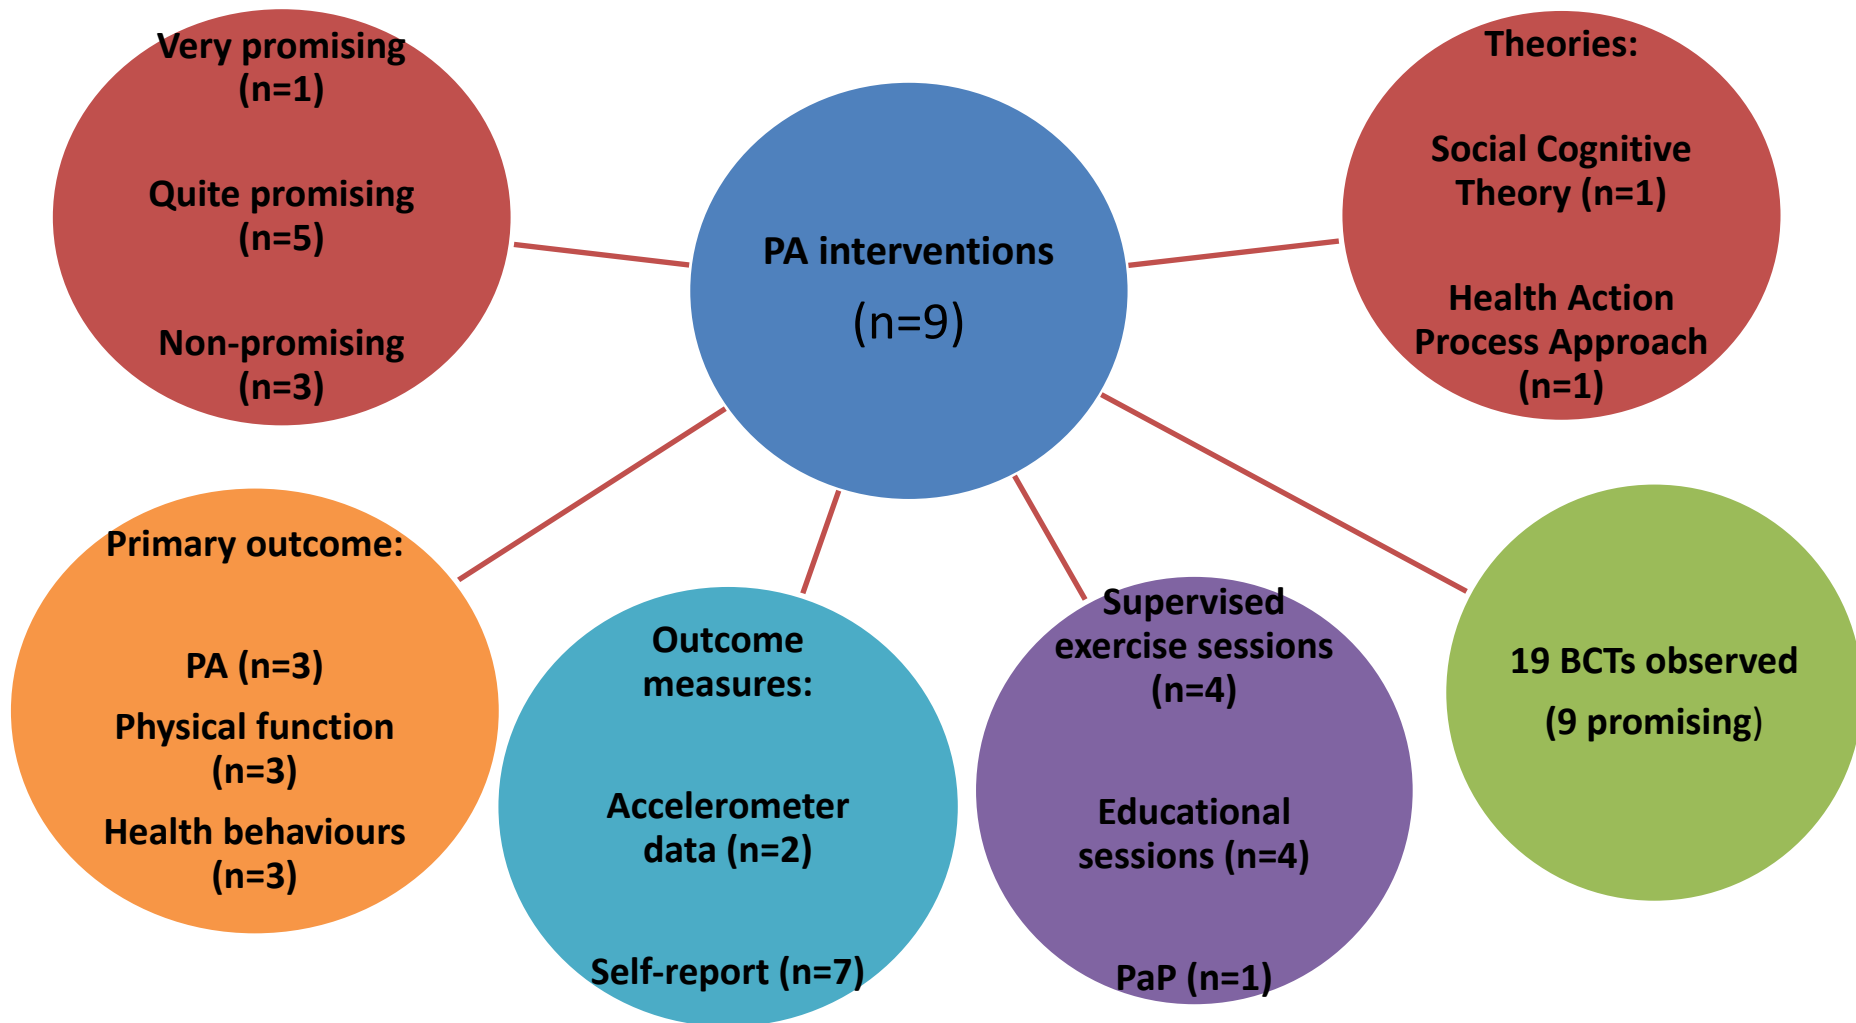 Very promising
(n=1)
Quite promising
(n=5)
Non-promising
(n=3)
PA interventions
(n=9)
Theories:
Social Cognitive
Theory (n=1)
Health Action
Process Approach
(n=1)
Primary outcome:
PA (n=3)
Physical function
(n=3)
Health behaviours
(n=3)
Outcome
measures:
Accelerometer
data (n=2)
Self-report (n=7)
Supervised
exercise sessions
(n=4)
Educational
sessions (n=4)
PaP (n=1)
19 BCTs observed
(9 promising)